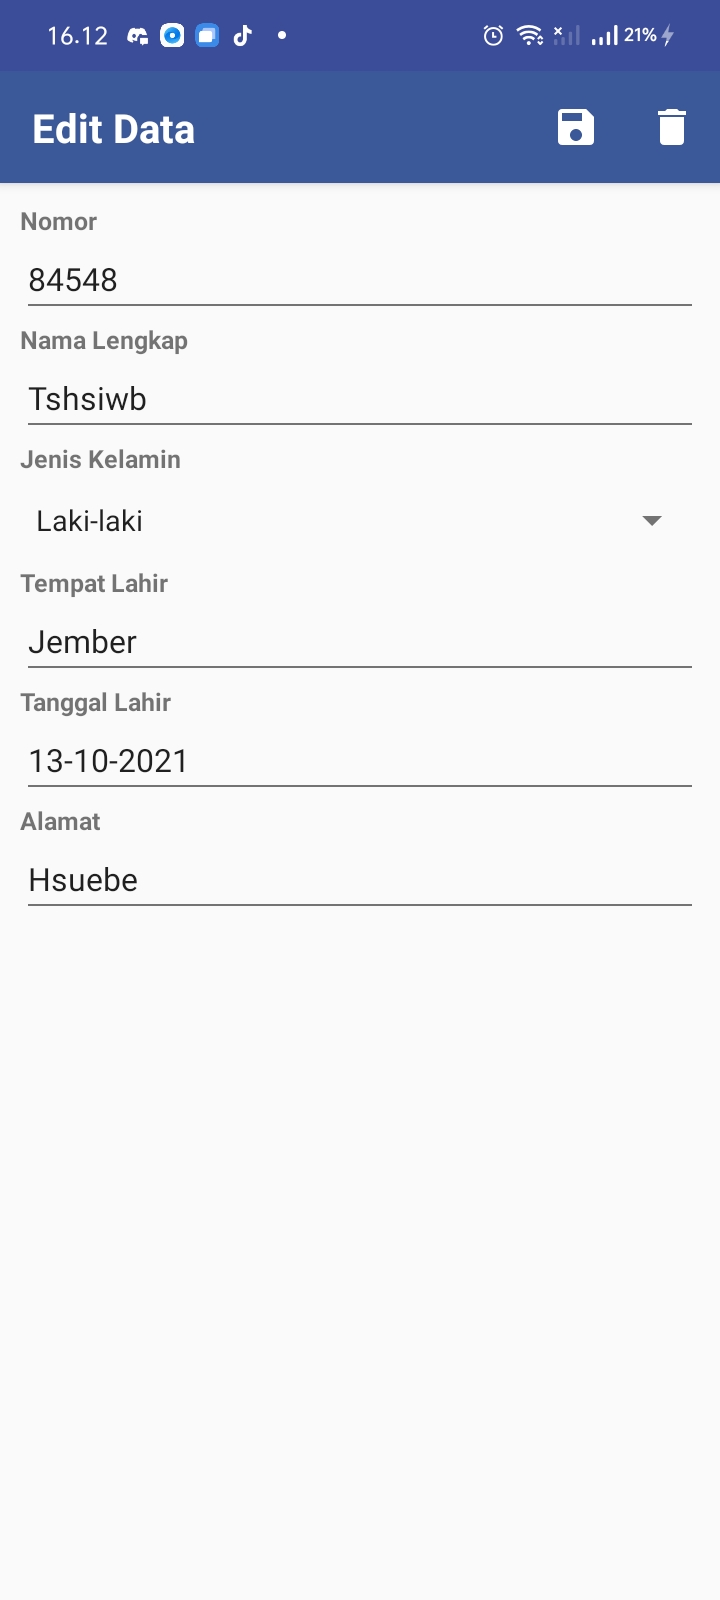 16.12
21%
Edit Data
Nomor
84548
Nama Lengkap
Tshsiwb
Jenis Kelamin
Laki-laki
Tempat Lahir
Jember
Tanggal Lahir
13-10-2021
Alamat
Hsuebe